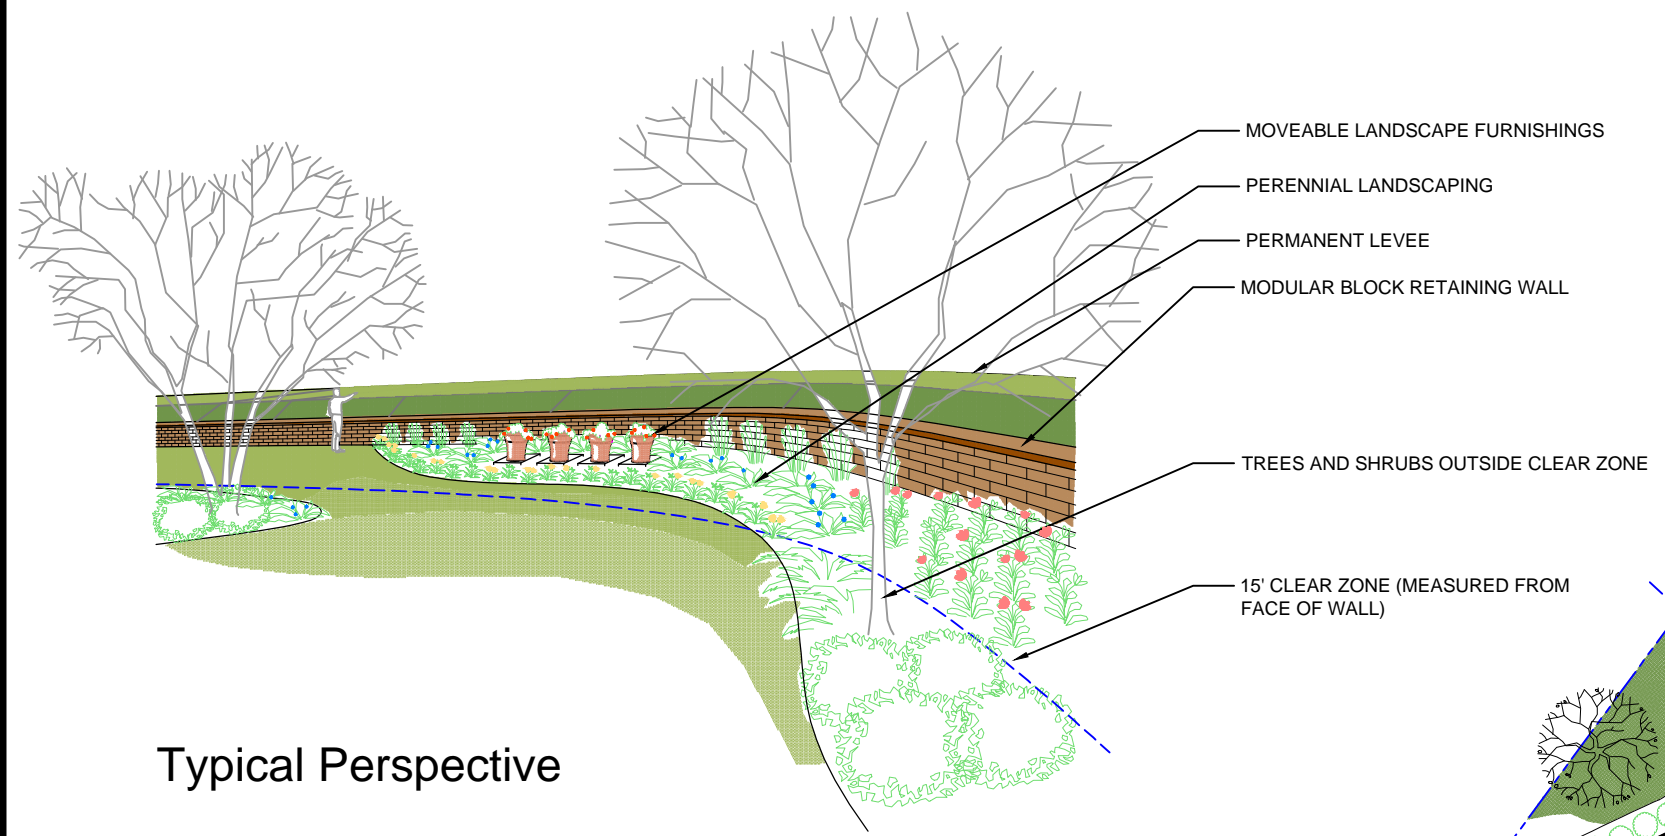 MOVEABLE LANDSCAPE FURNISHINGS
PERENNIAL LANDSCAPING
PERMANENT LEVEE
MODULAR BLOCK RETAINING WALL
TREES AND SHRUBS OUTSIDE CLEAR ZONE
15' CLEAR ZONE (MEASURED FROM
FACE OF WALL)
Typical Perspective